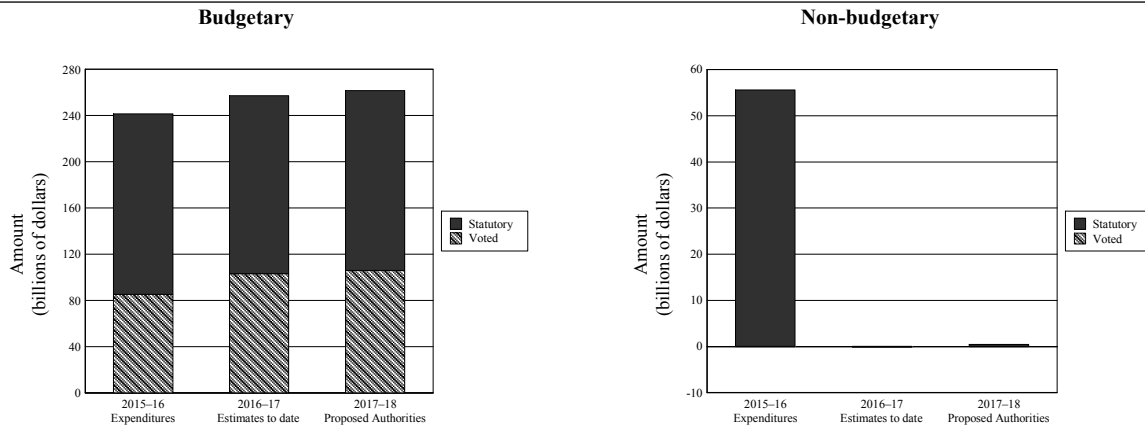 Budgetary
280
240
200
160
120
80
40
0
Amount
(billions of dollars)
2015–16
Expenditures
2016–17
Estimates to date
2017–18
Proposed Authorities
Statutory
Voted
Non-budgetary
60
50
40
30
20
10
0
-10
Amount
(billions of dollars)
2015–16
Expenditures
2016–17
Estimates to date
2017–18
Proposed Authorities
Statutory
Voted